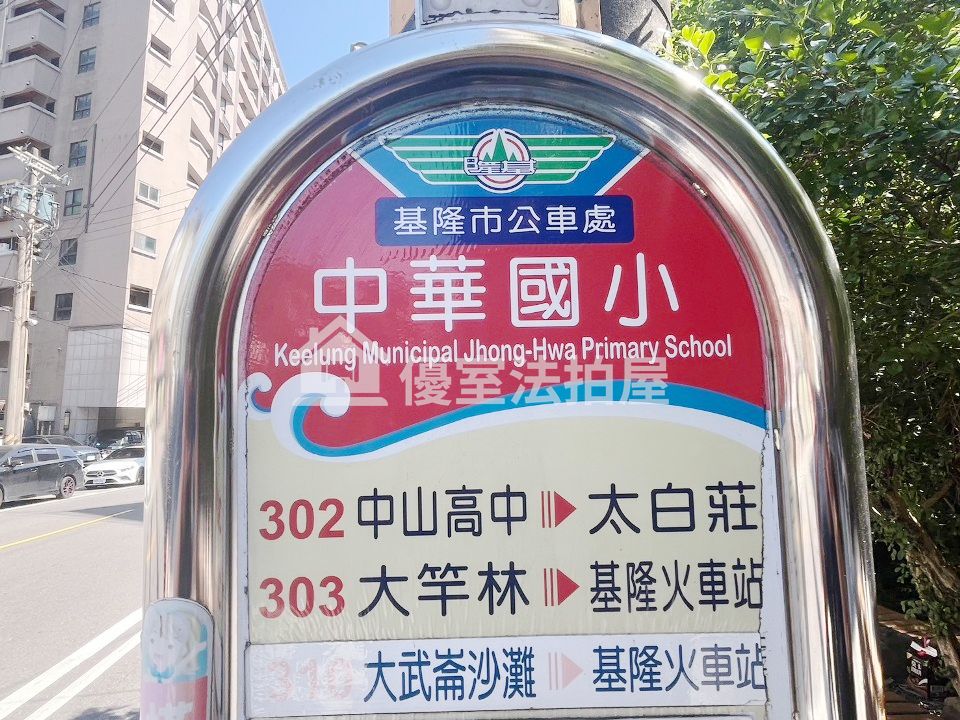 基隆市公車處
中華國小
Keelung Municipal Jhong-Hwa Primary School
優室法拍屋
302 中山高中 太白莊
303 大竿林 基隆火車站
310 大武崙沙灘 基隆火車站